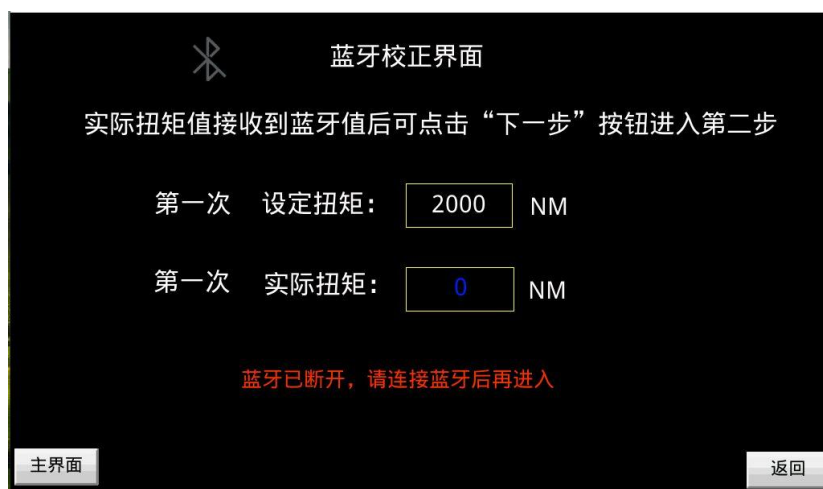 蓝牙校正界面
实际扭矩值接收到蓝牙值后可点击“下一步”按钮进入第二步
第一次 设定扭矩： 2000 NM
第一次 实际扭矩： 0 NM
蓝牙已断开，请连接蓝牙后再进入
主界面 返回